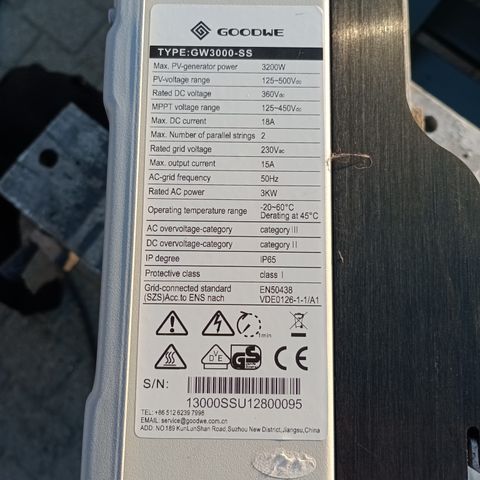 GOODWE
TYPE:GW3000-SS
Max. PV-generator power 3200W
PV-voltage range 125~500Vdc
Rated DC voltage 360Vdc
MPPT voltage range 125~450Vdc
Max. DC current 18A
Max. Number of parallel strings 2
Rated grid voltage 230Vac
Max. output current 15A
AC-grid frequency 50Hz
Rated AC power 3KW
Operating temperature range -20~60°C
Derating at 45°C
AC overvoltage-category category III
DC overvoltage-category category II
IP degree IP65
Protective class class I
Grid-connected standard EN50438
(SZS)Acc.to ENS nach VDE0126-1-1/A1
1min
VDE GS CE
S/N:
13000SSU12800095
TEL: +86 512 6239 7998
EMAIL: service@goodwe.com.cn
ADD: NO.189 KunLunShan Road, Suzhou New District, Jiangsu, China